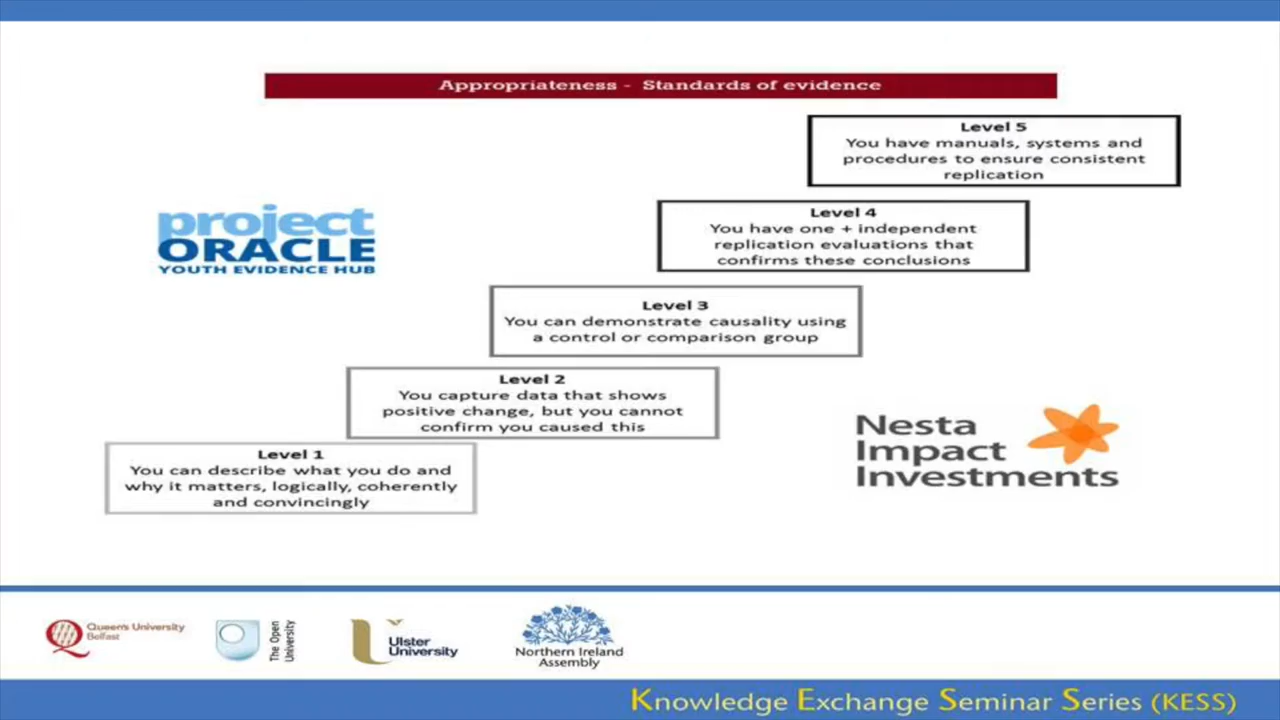 Appropriateness - Standards of evidence
Level 5
You have manuals, systems and
procedures to ensure consistent
replication
Level 4
You have one + independent
replication evaluations that
confirms these conclusions
project
ORACLE
YOUTH EVIDENCE HUB
Level 3
You can demonstrate causality using
a control or comparison group
Level 2
You capture data that shows
positive change, but you cannot
confirm you caused this
Level 1
You can describe what you do and
why it matters, logically, coherently
and convincingly
Nesta
Impact
Investments
Queen's University
Belfast
The Open
University
Ulster
University
Northern Ireland
Assembly
Knowledge Exchange Seminar Series (KESS)